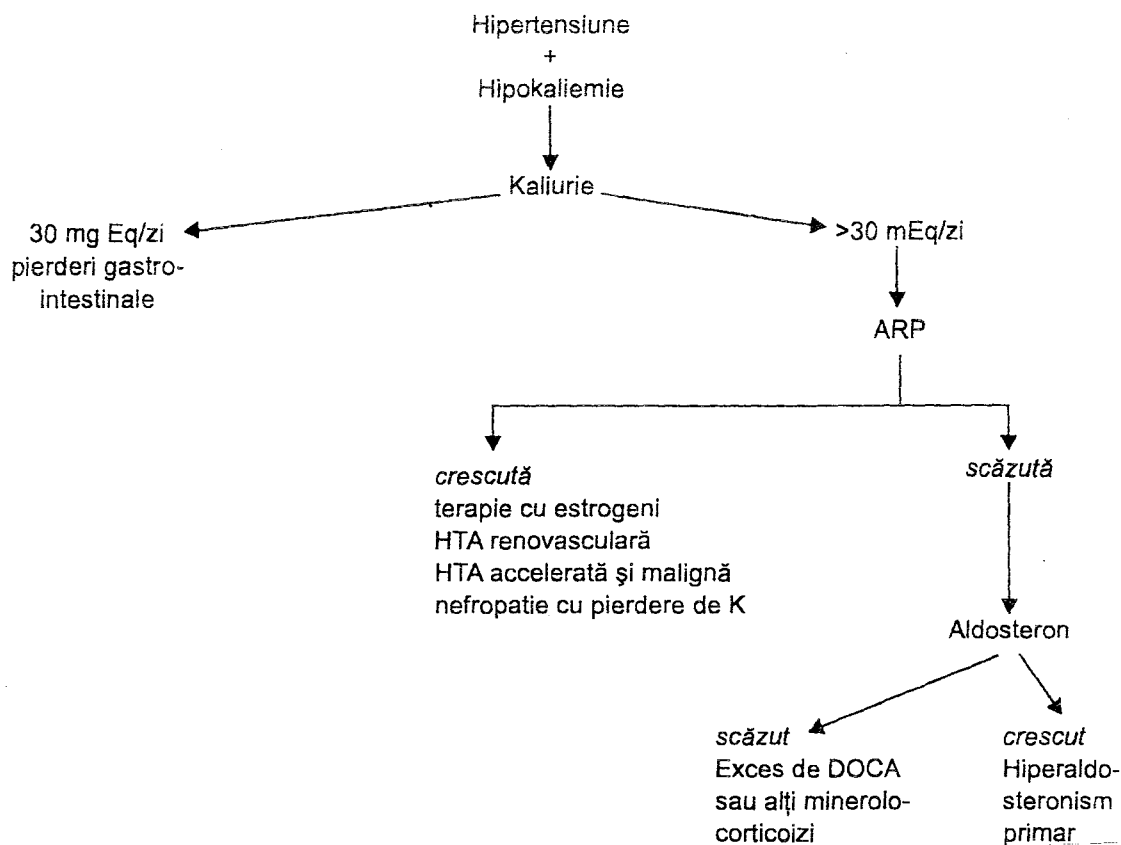 Hipertensiune
+
Hipokaliemie
Kaliurie
30 mg Eq/zi
pierderi gastro-
intestinale
>30 mEq/zi
ARP
crescută
terapie cu estrogeni
HTA renovasculară
HTA accelerată şi malignă
nefropatie cu pierdere de K
scăzută
Aldosteron
scăzut
Exces de DOCA
sau alţi minerolo-
corticoizi
crescut
Hiperaldo-
steronism
primar